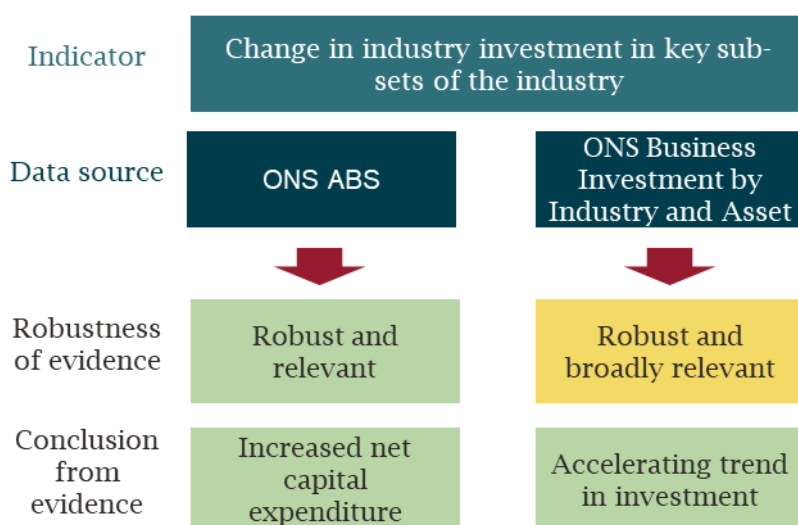 Indicator
Change in industry investment in key sub-
sets of the industry
Data source
ONS ABS
ONS Business
Investment by
Industry and Asset
Robustness
of evidence
Robust and
relevant
Robust and
broadly relevant
Conclusion
from
evidence
Increased net
capital
expenditure
Accelerating trend
in investment